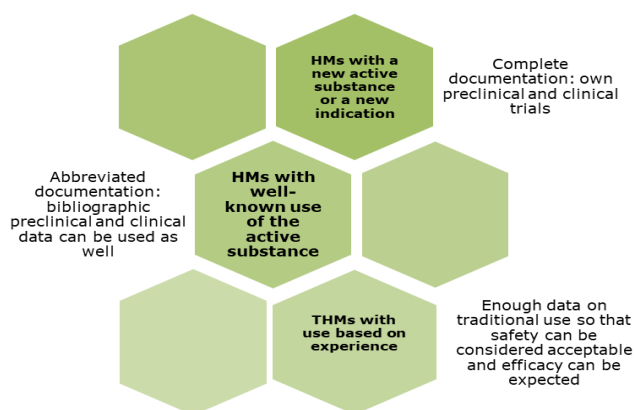 HMs with a
new active
substance
or a new
indication
Complete
documentation: own
preclinical and clinical
trials
Abbreviated
documentation:
bibliographic
preclinical and clinical
data can be used as
well
HMs with
well-
known use
of the
active
substance
THMs with
use based on
experience
Enough data on
traditional use so that
safety can be
considered acceptable
and efficacy can be
expected